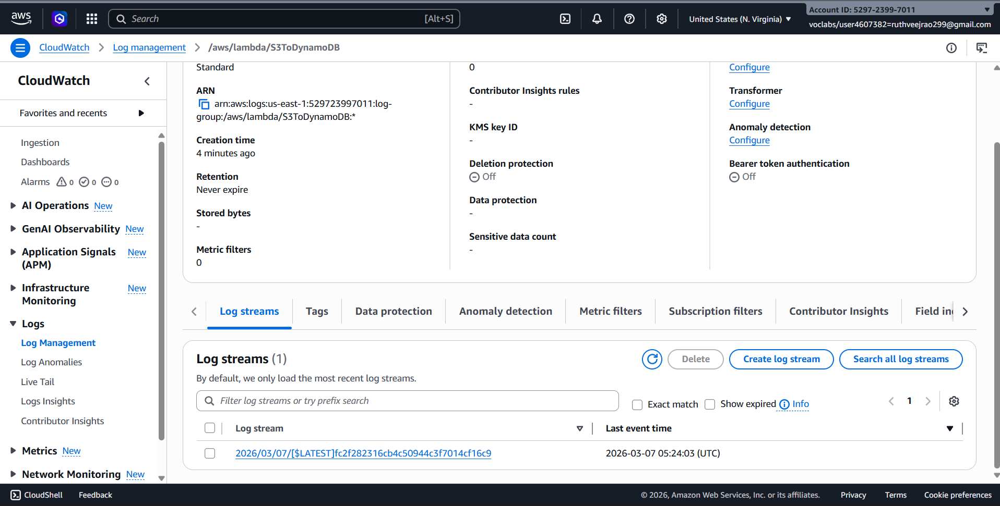 aws
Search
[Alt+S]
United States (N. Virginia)
Account ID: 5297-2399-7011
voclabs/user4607382=ruthveejrao299@gmail.com
CloudWatch
Log management
/aws/lambda/S3ToDynamoDB
CloudWatch
Favorites and recents
Ingestion
Dashboards
Alarms 0 0 0
AI Operations New
GenAI Observability New
Application Signals New
(APM)
Infrastructure New
Monitoring
Logs
Log Management
Log Anomalies
Live Tail
Logs Insights
Contributor Insights
Metrics New
Network Monitoring New
Standard
ARN
arn:aws:logs:us-east-1:529723997011:log-
group:/aws/lambda/S3ToDynamoDB:*
Creation time
4 minutes ago
Retention
Never expire
Stored bytes
-
Metric filters
0
0
Contributor Insights rules
-
KMS key ID
-
Deletion protection
Off
Data protection
-
Sensitive data count
-
Configure
Transformer
Configure
Anomaly detection
Configure
Bearer token authentication
Off
Log streams
Tags
Data protection
Anomaly detection
Metric filters
Subscription filters
Contributor Insights
Field in
Log streams (1)
Delete
Create log stream
Search all log streams
By default, we only load the most recent log streams.
Filter log streams or try prefix search
Exact match
Show expired
Info
1
Log stream
Last event time
2026/03/07/[$LATEST]fc2f282316cb4c50944c3f7014cf16c9
2026-03-07 05:24:03 (UTC)
CloudShell
Feedback
© 2026, Amazon Web Services, Inc. or its affiliates.
Privacy
Terms
Cookie preferences